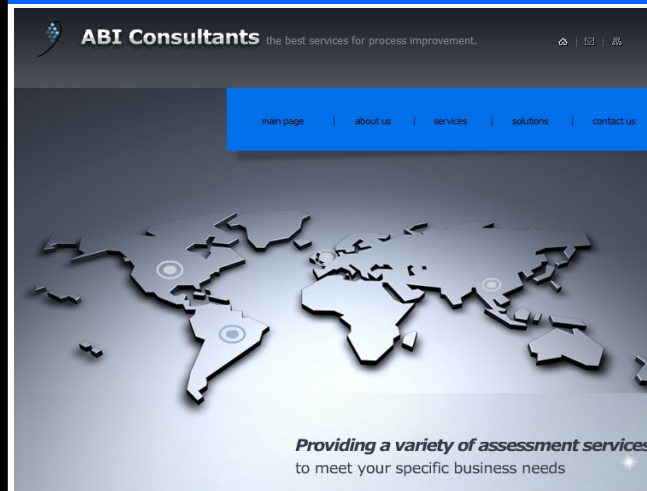 ABI Consultants the best services for process improvement.
main page | about us | services | solutions | contact us
Providing a variety of assessment services
to meet your specific business needs